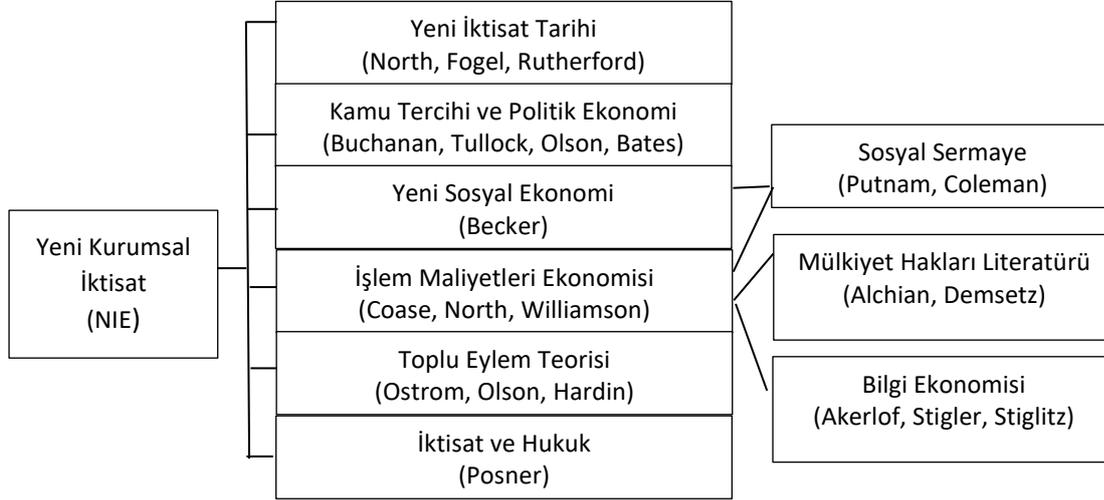 Yeni Kurumsal
İktisat
(NIE)
Yeni İktisat Tarihi
(North, Fogel, Rutherford)
Kamu Tercihi ve Politik Ekonomi
(Buchanan, Tullock, Olson, Bates)
Yeni Sosyal Ekonomi
(Becker)
İşlem Maliyetleri Ekonomisi
(Coase, North, Williamson)
Toplu Eylem Teorisi
(Ostrom, Olson, Hardin)
İktisat ve Hukuk
(Posner)
Sosyal Sermaye
(Putnam, Coleman)
Mülkiyet Hakları Literatürü
(Alchian, Demsetz)
Bilgi Ekonomisi
(Akerlof, Stigler, Stiglitz)